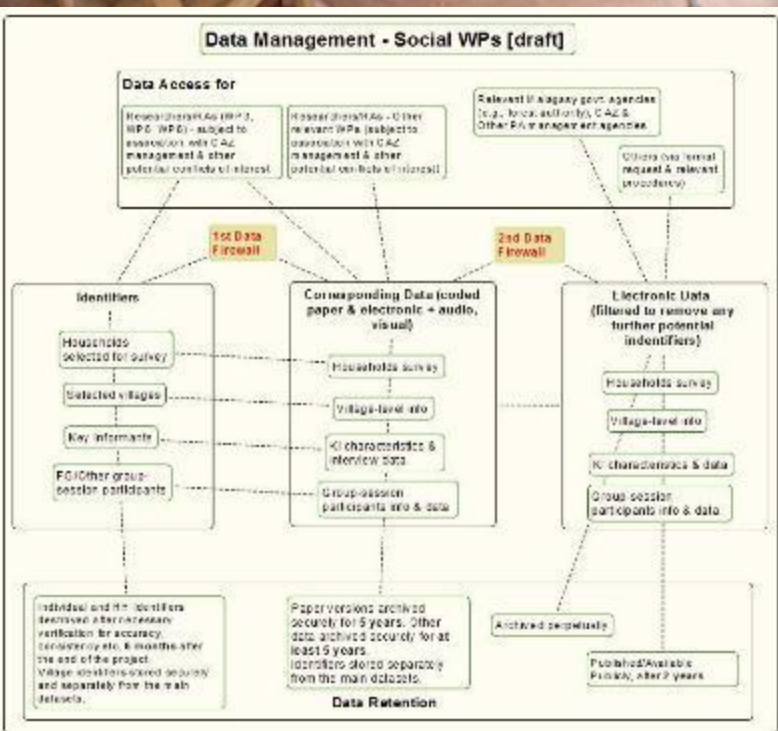 Data Management - Social WPs [draft]
Data Access for
Researchers/RAs (WP3,
WP5 WP6) - subject to
association with CAZ
management & other
potential conflicts of interest
Researchers/RAs - Other
relevant WPs (subject to
association with CAZ
management & other
potential conflicts of interest)
Relevant Malagasy govt. agencies
(e.g., forest authority), CAZ &
Other PA management agencies
Others (via formal
request & relevant
procedures)
1st Data
Firewall
2nd Data
Firewall
Identifiers
Households
selected for survey
Selected villages
Key Informants
FG/Other group-
session participants
Corresponding Data (coded
paper & electronic + audio,
visual)
Households survey
Village-level info
KI characteristics &
interview data
Group-session
participants info & data
Electronic Data
(filtered to remove any
further potential
indentifiers)
Households survey
Village-level info
KI characteristics & data
Group-session
participants info & data
Individual and HH identifiers
destroyed after necessary
verification for accuracy,
consistency etc. 6 months after
the end of the project.
Village identifiers stored securely
and separately from the main
datasets.
Paper versions archived
securely for 5 years. Other
data archived securely for at
least 5 years.
Identifiers stored separately
from the main datasets.
Archived perpetually
Published/Available
Publicly, after 2 years
Data Retention